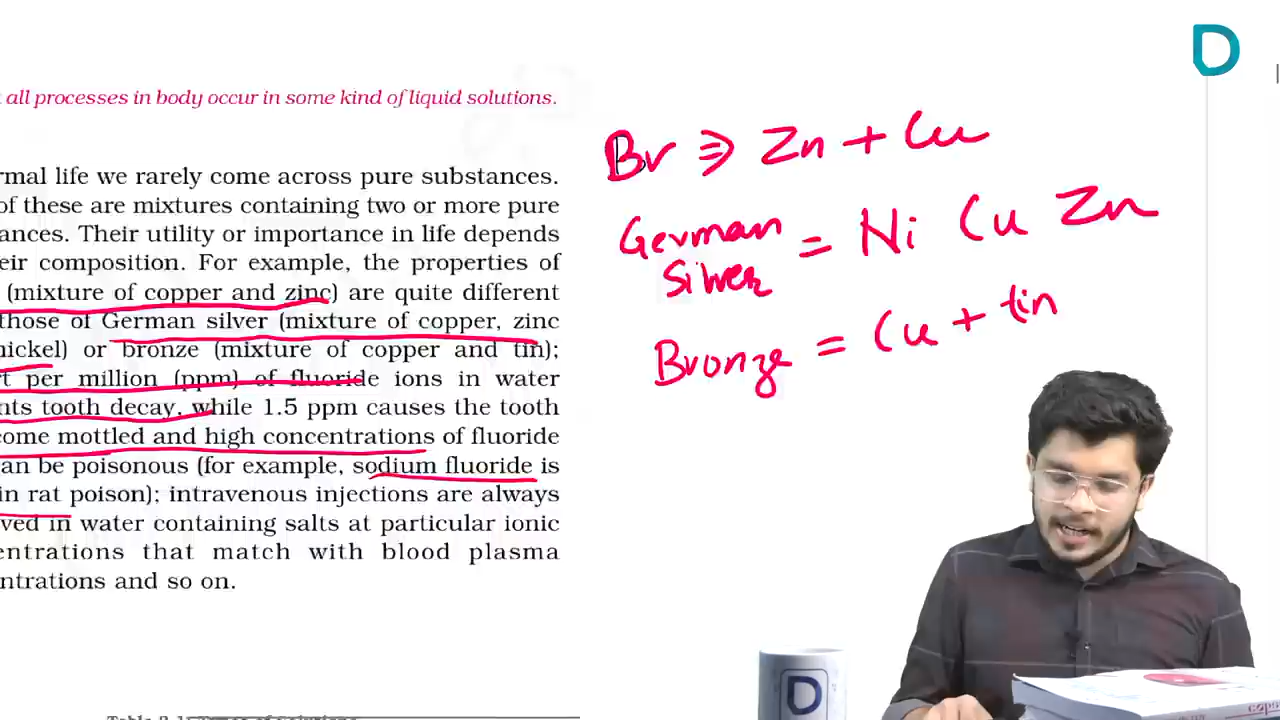 D
all processes in body occur in some kind of liquid solutions.
rmal life we rarely come across pure substances.
of these are mixtures containing two or more pure
ances. Their utility or importance in life depends
eir composition. For example, the properties of
(mixture of copper and zinc) are quite different
those of German silver (mixture of copper, zinc
nickel) or bronze (mixture of copper and tin);
rt per million (ppm) of fluoride ions in water
nts tooth decay, while 1.5 ppm causes the tooth
come mottled and high concentrations of fluoride
an be poisonous (for example, sodium fluoride is
in rat poison); intravenous injections are always
ved in water containing salts at particular ionic
entrations that match with blood plasma
ntrations and so on.
Br ⇒ Zn + Cu
German Silver = Ni Cu Zn
Bronze = Cu + tin
D